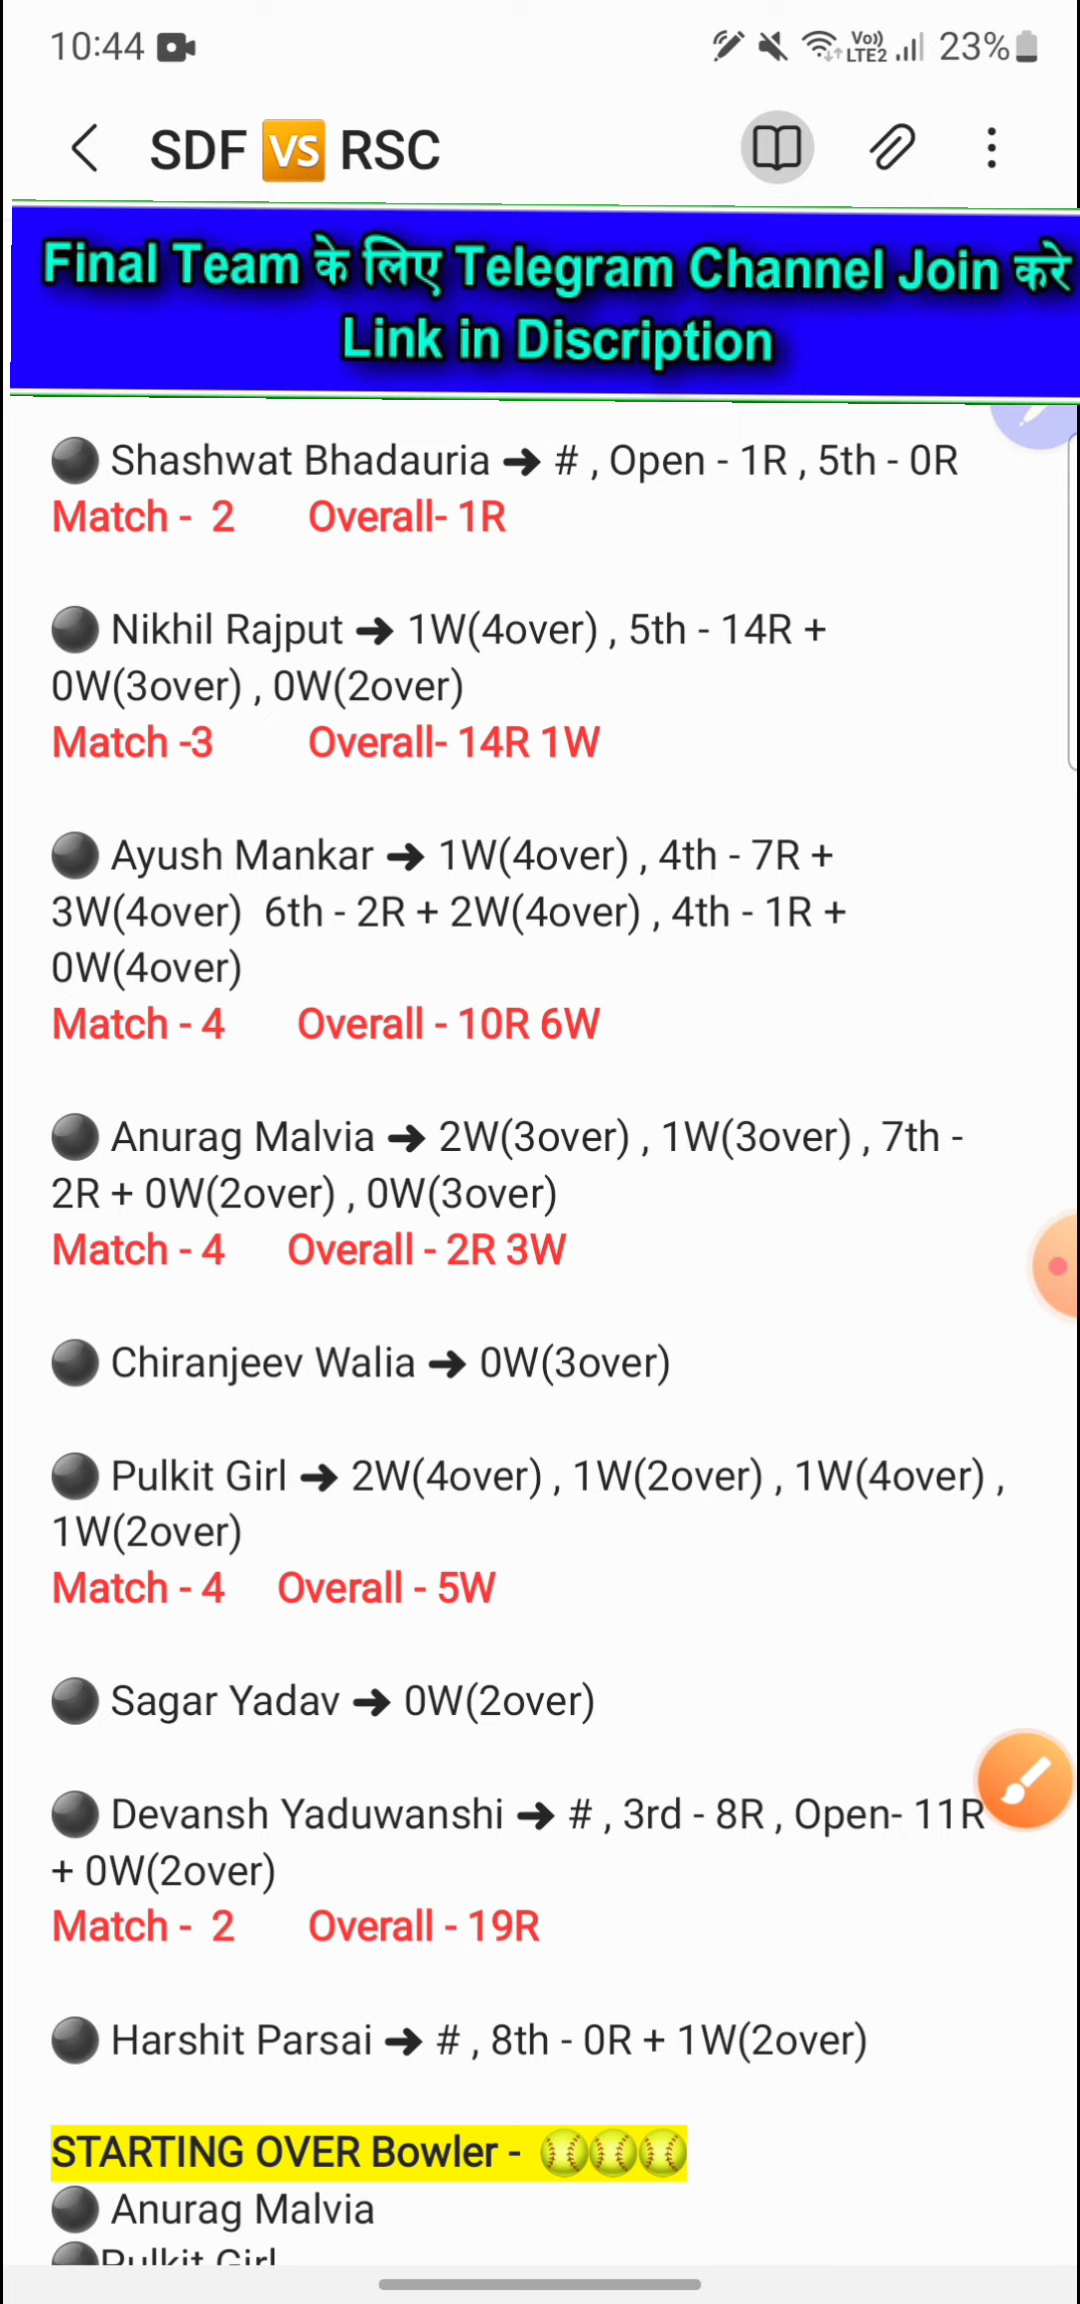 10:44 Vo)) LTE2 23%
SDF VS RSC
Final Team के लिए Telegram Channel Join करे
Link in Discription
Shashwat Bhadauria ➔ # , Open - 1R , 5th - 0R
Match - 2 Overall- 1R
Nikhil Rajput ➔ 1W(4over) , 5th - 14R +
0W(3over) , 0W(2over)
Match -3 Overall- 14R 1W
Ayush Mankar ➔ 1W(4over) , 4th - 7R +
3W(4over) 6th - 2R + 2W(4over) , 4th - 1R +
0W(4over)
Match - 4 Overall - 10R 6W
Anurag Malvia ➔ 2W(3over) , 1W(3over) , 7th -
2R + 0W(2over) , 0W(3over)
Match - 4 Overall - 2R 3W
Chiranjeev Walia ➔ 0W(3over)
Pulkit Girl ➔ 2W(4over) , 1W(2over) , 1W(4over) ,
1W(2over)
Match - 4 Overall - 5W
Sagar Yadav ➔ 0W(2over)
Devansh Yaduwanshi ➔ # , 3rd - 8R , Open- 11R
+ 0W(2over)
Match - 2 Overall - 19R
Harshit Parsai ➔ # , 8th - 0R + 1W(2over)
STARTING OVER Bowler -
Anurag Malvia
Pulkit Girl